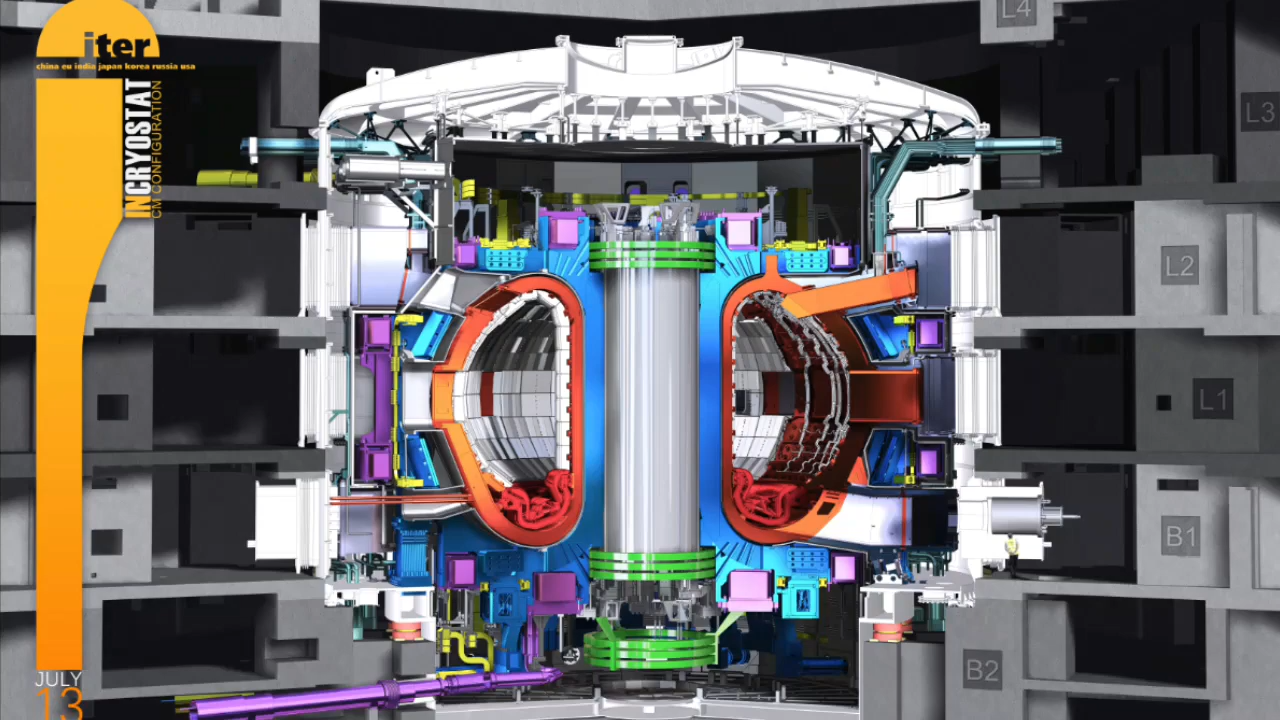 iter
china eu india japan korea russia usa
INCRYOSTAT
CM CONFIGURATION
JULY
13
L4
L3
L2
L1
B1
B2